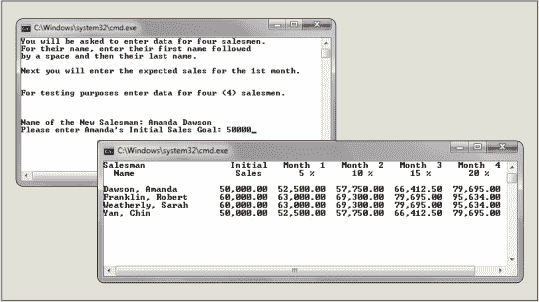 C:\Windows\system32\cmd.exe
You will be asked to enter data for four salesmen.
For their name, enter their first name followed
by a space and then their last name.
Next you will enter the expected sales for the 1st month.
For testing purposes enter data for four (4) salesmen.
Name of the New Salesman: Amanda Dawson
Please enter Amanda's Initial Sales Goal: 50000_
C:\Windows\system32\cmd.exe
Salesman Initial Month 1 Month 2 Month 3 Month 4
Name Sales 5 % 10 % 15 % 20 %
Dawson, Amanda 50,000.00 52,500.00 57,750.00 66,412.50 79,695.00
Franklin, Robert 60,000.00 63,000.00 69,300.00 79,695.00 95,634.00
Weatherly, Sarah 60,000.00 63,000.00 69,300.00 79,695.00 95,634.00
Yan, Chin 50,000.00 52,500.00 57,750.00 66,412.50 79,695.00